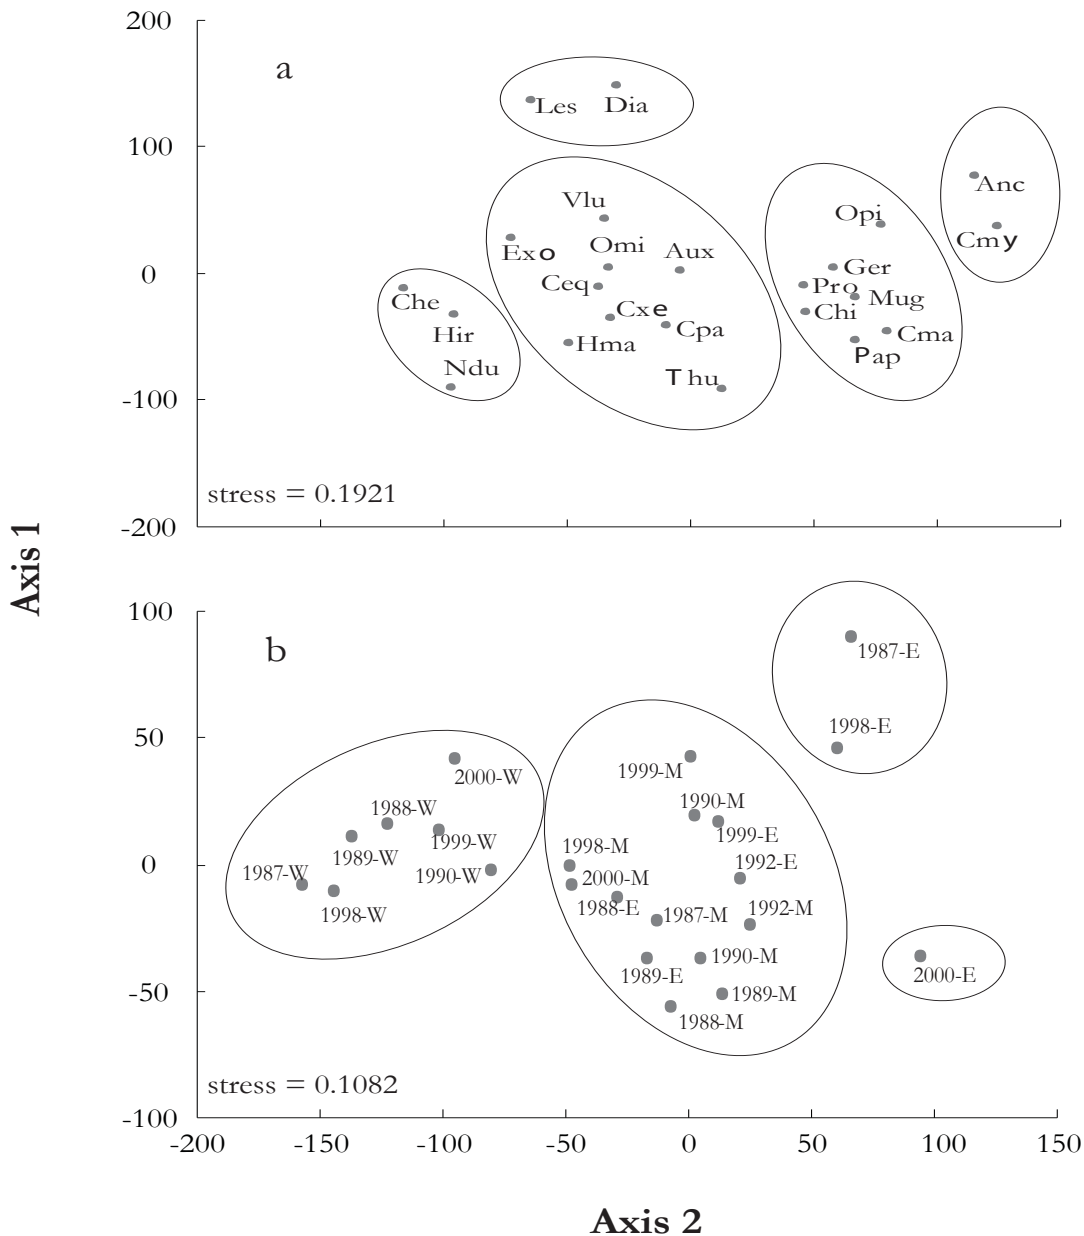 200
a
Les
Dia
100
Anc
Vlu
Opi
Cmy
Exo
Omi
Aux
Ger
0
Ceq
Pro
Mug
Che
Cxe
Chi
Hir
Hma
Cpa
Cma
Pap
Ndu
Thu
-100
stress = 0.1921
-200
Axis 1
100
b
1987-E
50
1998-E
1999-M
2000-W
1990-M
1988-W
1999-E
1999-W
1989-W
1998-M
1992-E
0
1987-W
1990-W
2000-M
1988-E
1987-M
1992-M
1998-W
1990-M
1989-E
2000-E
-50
1989-M
1988-M
stress = 0.1082
-100
-200 -150 -100 -50 0 50 100 150
Axis 2